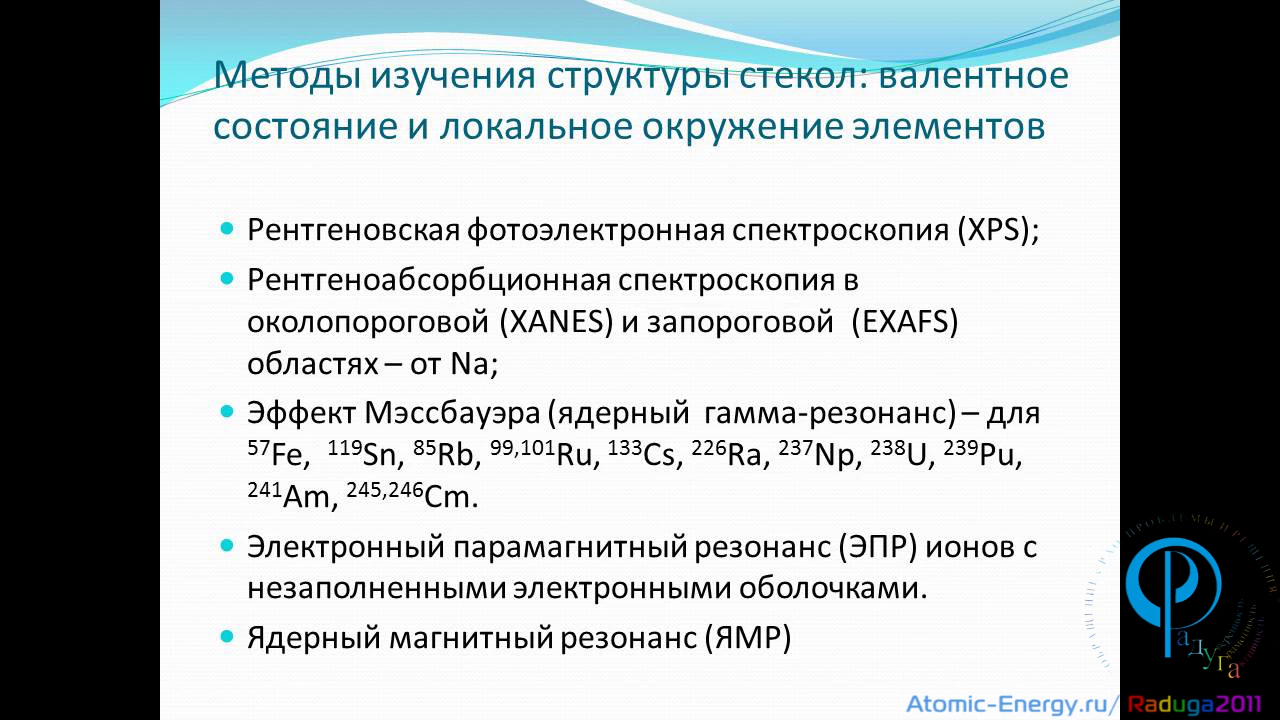 Методы изучения структуры стекол: валентное
состояние и локальное окружение элементов
Рентгеновская фотоэлектронная спектроскопия (XPS);
Рентгеноабсорбционная спектроскопия в
околопороговой (XANES) и запороговой (EXAFS)
областях – от Na;
Эффект Мэссбауэра (ядерный гамма-резонанс) – для
⁵⁷Fe, ¹¹⁹Sn, ⁸⁵Rb, ⁹⁹,¹⁰¹Ru, ¹³³Cs, ²²⁶Ra, ²³⁷Np, ²³⁸U, ²³⁹Pu,
²⁴¹Am, ²⁴⁵,²⁴⁶Cm.
Электронный парамагнитный резонанс (ЭПР) ионов с
незаполненными электронными оболочками.
Ядерный магнитный резонанс (ЯМР)
Радуга
Atomic-Energy.ru/ Raduga2011